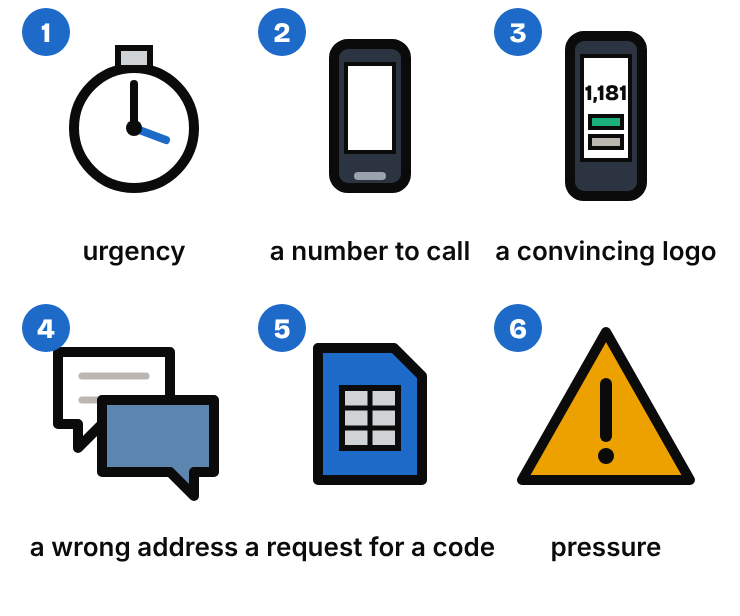 1
2
3
1,181
urgency
a number to call
a convincing logo
4
5
6
a wrong address
a request for a code
pressure